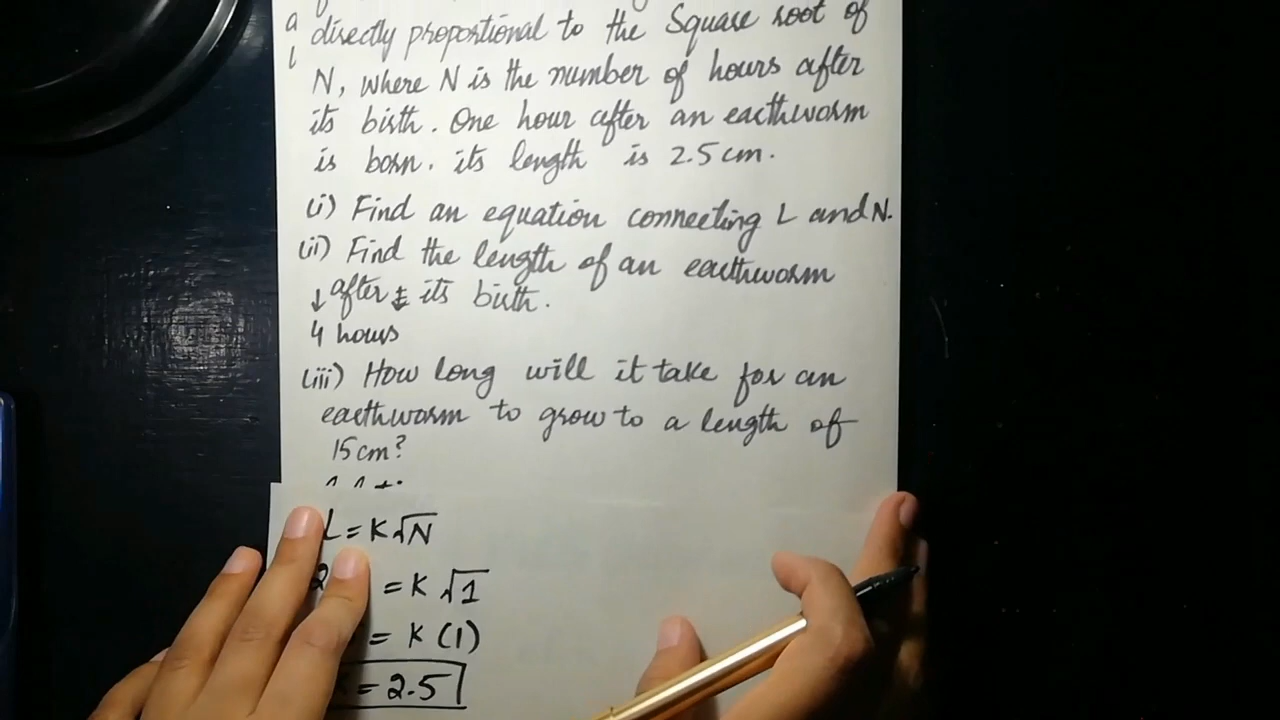 a directly proportional to the Square root of
N, where N is the number of hours after
its birth. One hour after an earthworm
is born. its length is 2.5 cm.
(i) Find an equation connecting L and N.
(ii) Find the length of an earthworm
↓ after its birth.
4 hours
(iii) How long will it take for an
earthworm to grow to a length of
15 cm?
L = K√N
= K √1
= K (1)
= 2.5